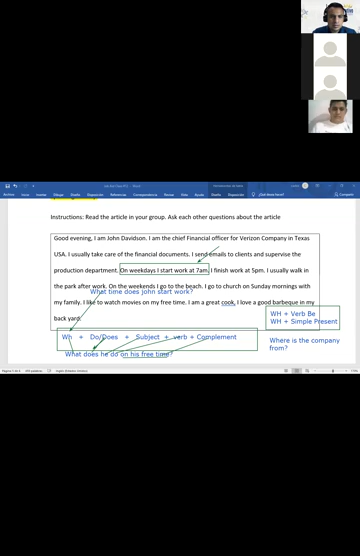 Instructions: Read the article in your group. Ask each other questions about the article
Good evening, I am John Davidson. I am the chief Financial officer for Verizon Company in Texas
USA. I usually take care of the financial documents. I send emails to clients and supervise the
production department. On weekdays I start work at 7am. I finish work at 5pm. I usually walk in
What time does john start work?
the park after work. On the weekends I go to the beach. I go to church on Sunday mornings with
my family. I like to watch movies on my free time. I am a great cook, I love a good barbeque in my
back yard.
WH + Verb Be
WH + Simple Present
Wh + Do/Does + Subject + verb + Complement
What does he do on his free time?
Where is the company
from?